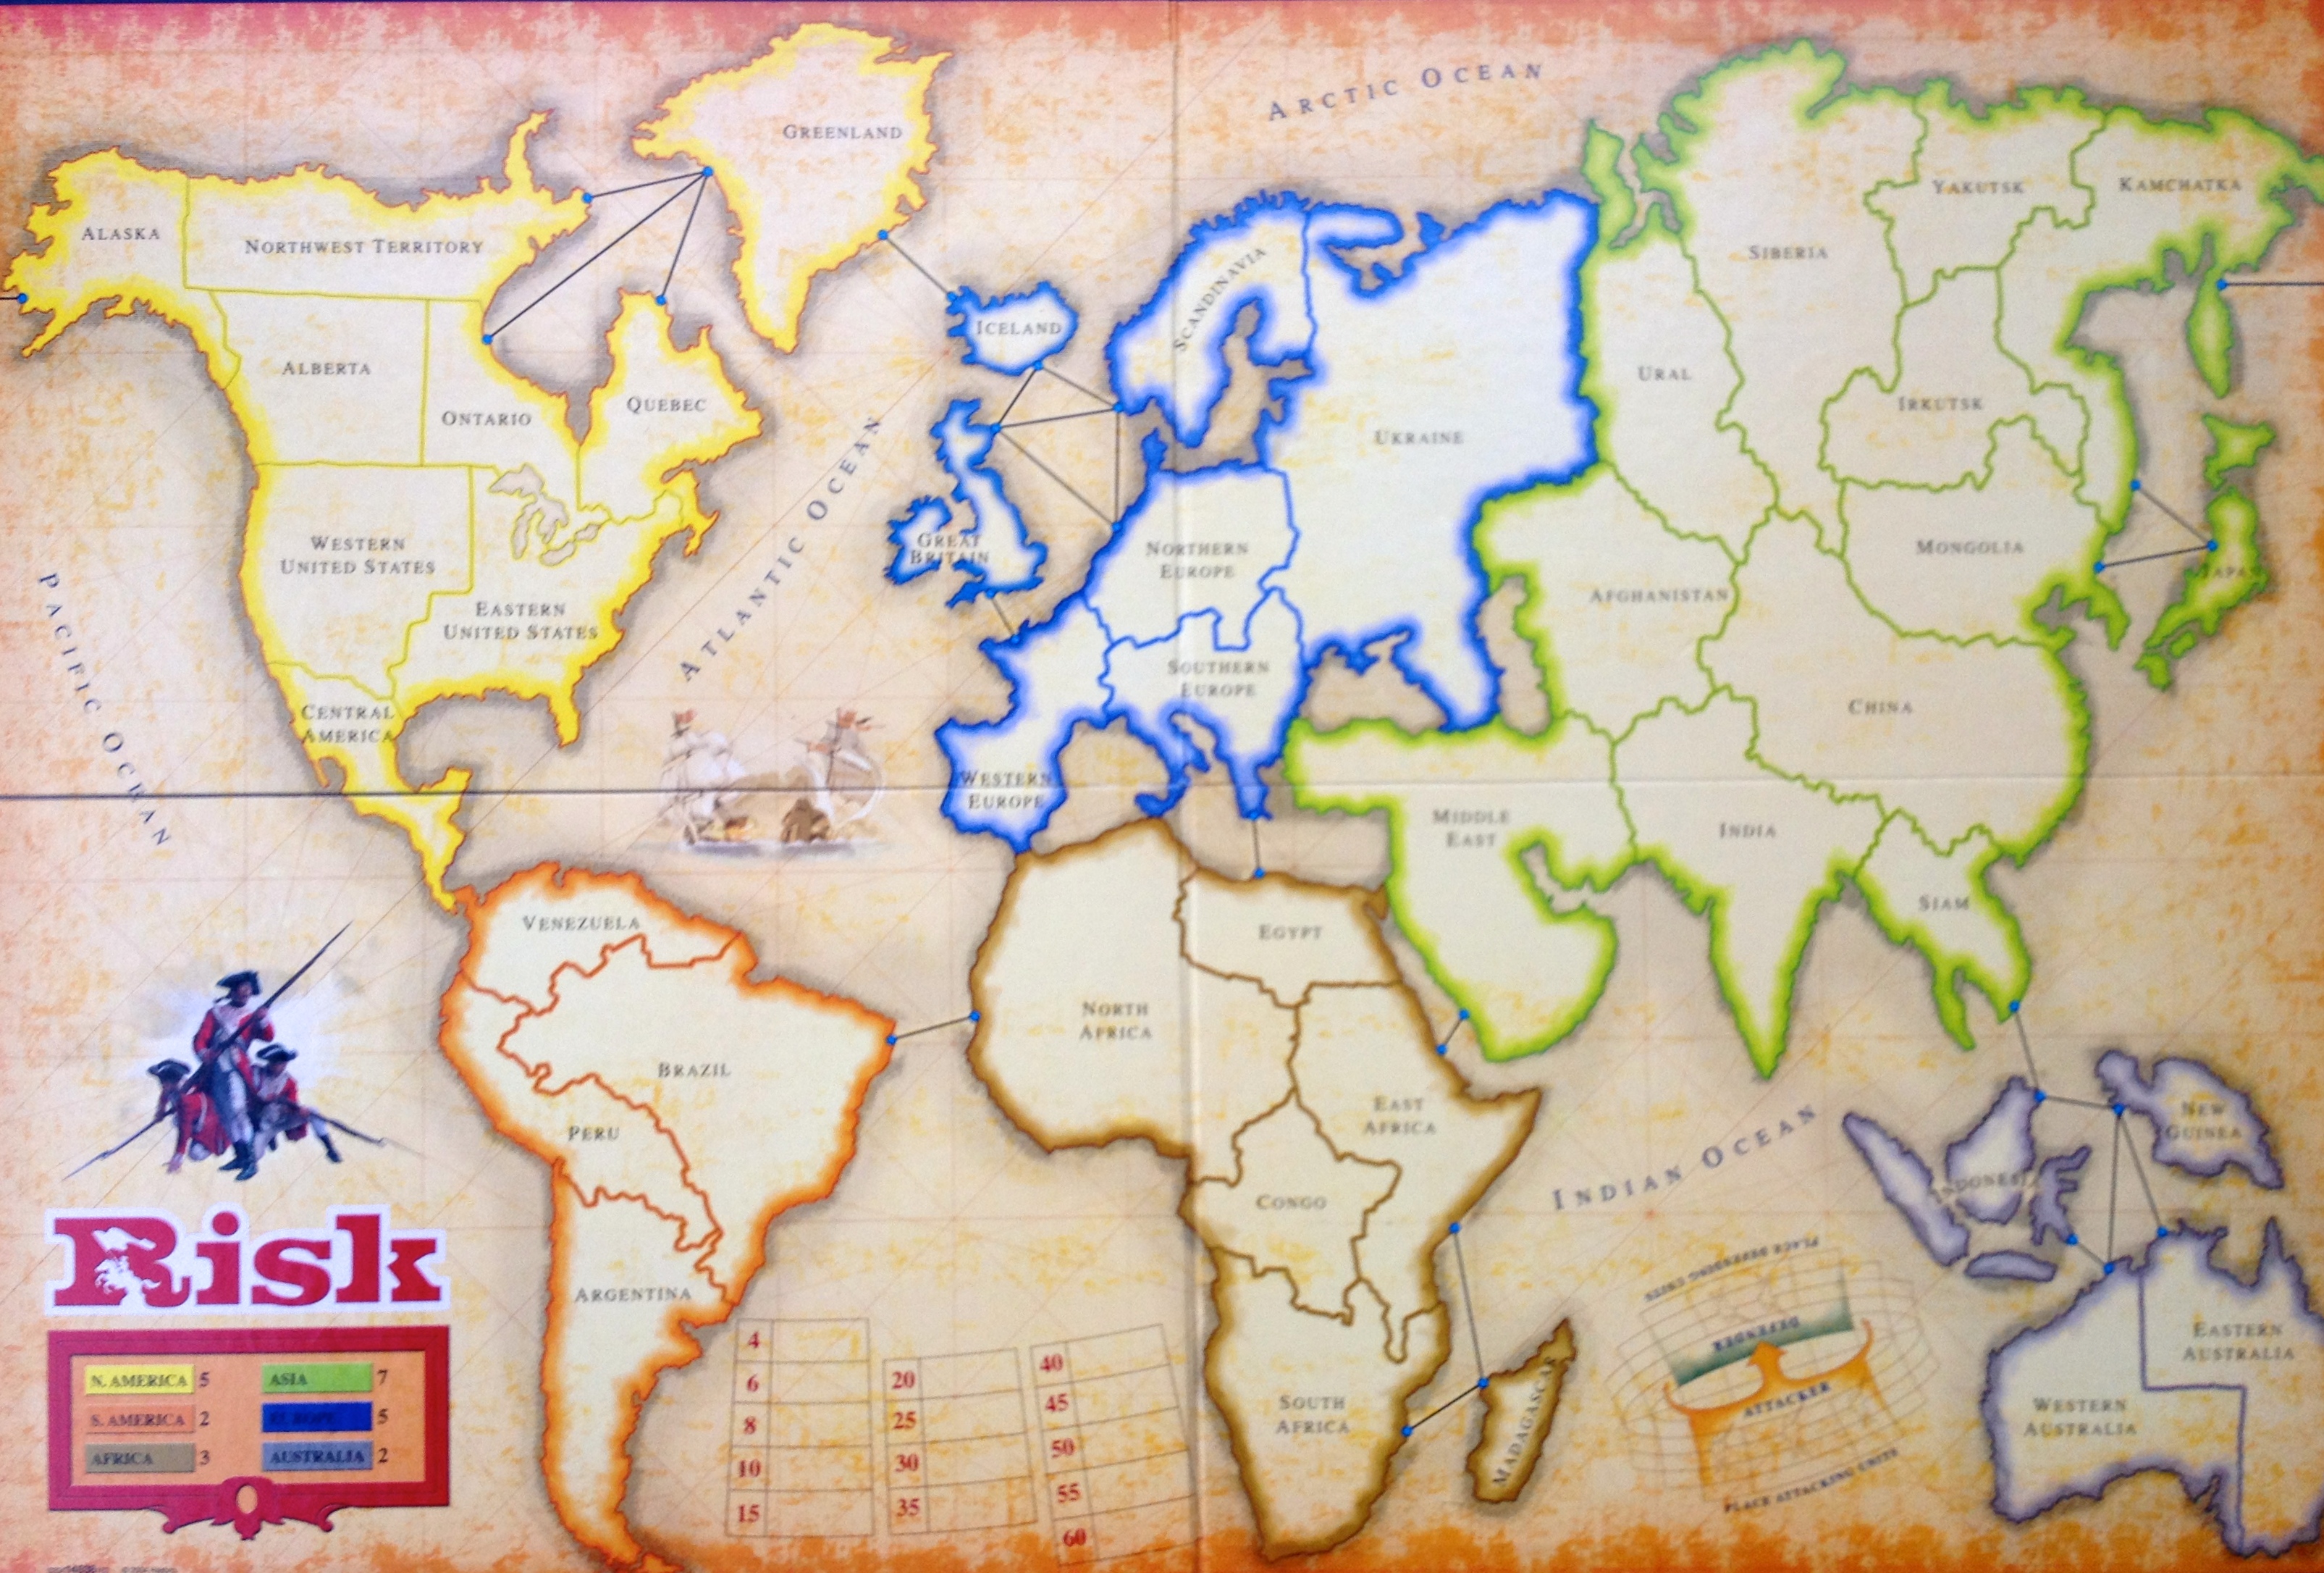 ARCTIC OCEAN
GREENLAND
ALASKA
NORTHWEST TERRITORY
ICELAND
SCANDINAVIA
SIBERIA
YAKUTSK
KAMCHATKA
ALBERTA
ONTARIO
QUEBEC
UKRAINE
URAL
IRKUTSK
ATLANTIC OCEAN
WESTERN
UNITED STATES
EASTERN
UNITED STATES
GREAT
BRITAIN
NORTHERN
EUROPE
AFGHANISTAN
MONGOLIA
JAPAN
PACIFIC OCEAN
CENTRAL
AMERICA
SOUTHERN
EUROPE
CHINA
WESTERN
EUROPE
MIDDLE
EAST
INDIA
SIAM
VENEZUELA
EGYPT
NORTH
AFRICA
BRAZIL
PERU
EAST
AFRICA
INDIAN OCEAN
NEW
GUINEA
INDONESIA
CONGO
ARGENTINA
SOUTH
AFRICA
MADAGASCAR
EASTERN
AUSTRALIA
WESTERN
AUSTRALIA
Risk
N. AMERICA 5
S. AMERICA 2
AFRICA 3
ASIA 7
EUROPE 5
AUSTRALIA 2
4
6
8
10
15
20
25
30
35
40
45
50
55
60
PLACE DEFENDING UNITS
DEFENDER
ATTACKER
PLACE ATTACKING UNITS